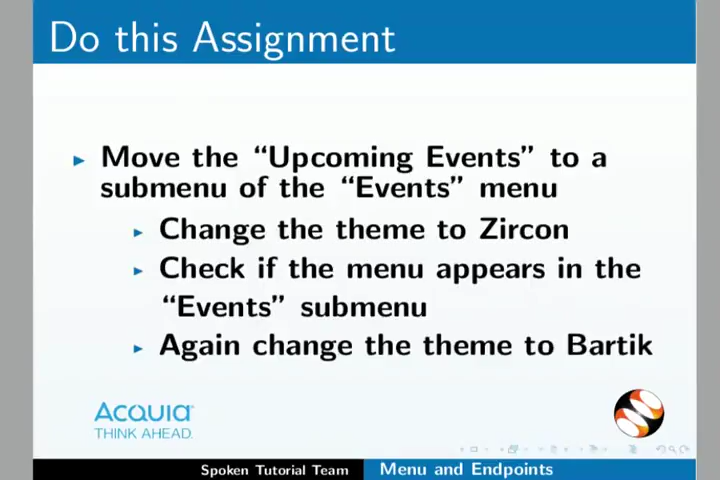 Do this Assignment
Move the “Upcoming Events” to a
submenu of the “Events” menu
Change the theme to Zircon
Check if the menu appears in the
“Events” submenu
Again change the theme to Bartik
ACQUIA
THINK AHEAD.
Spoken Tutorial Team
Menu and Endpoints